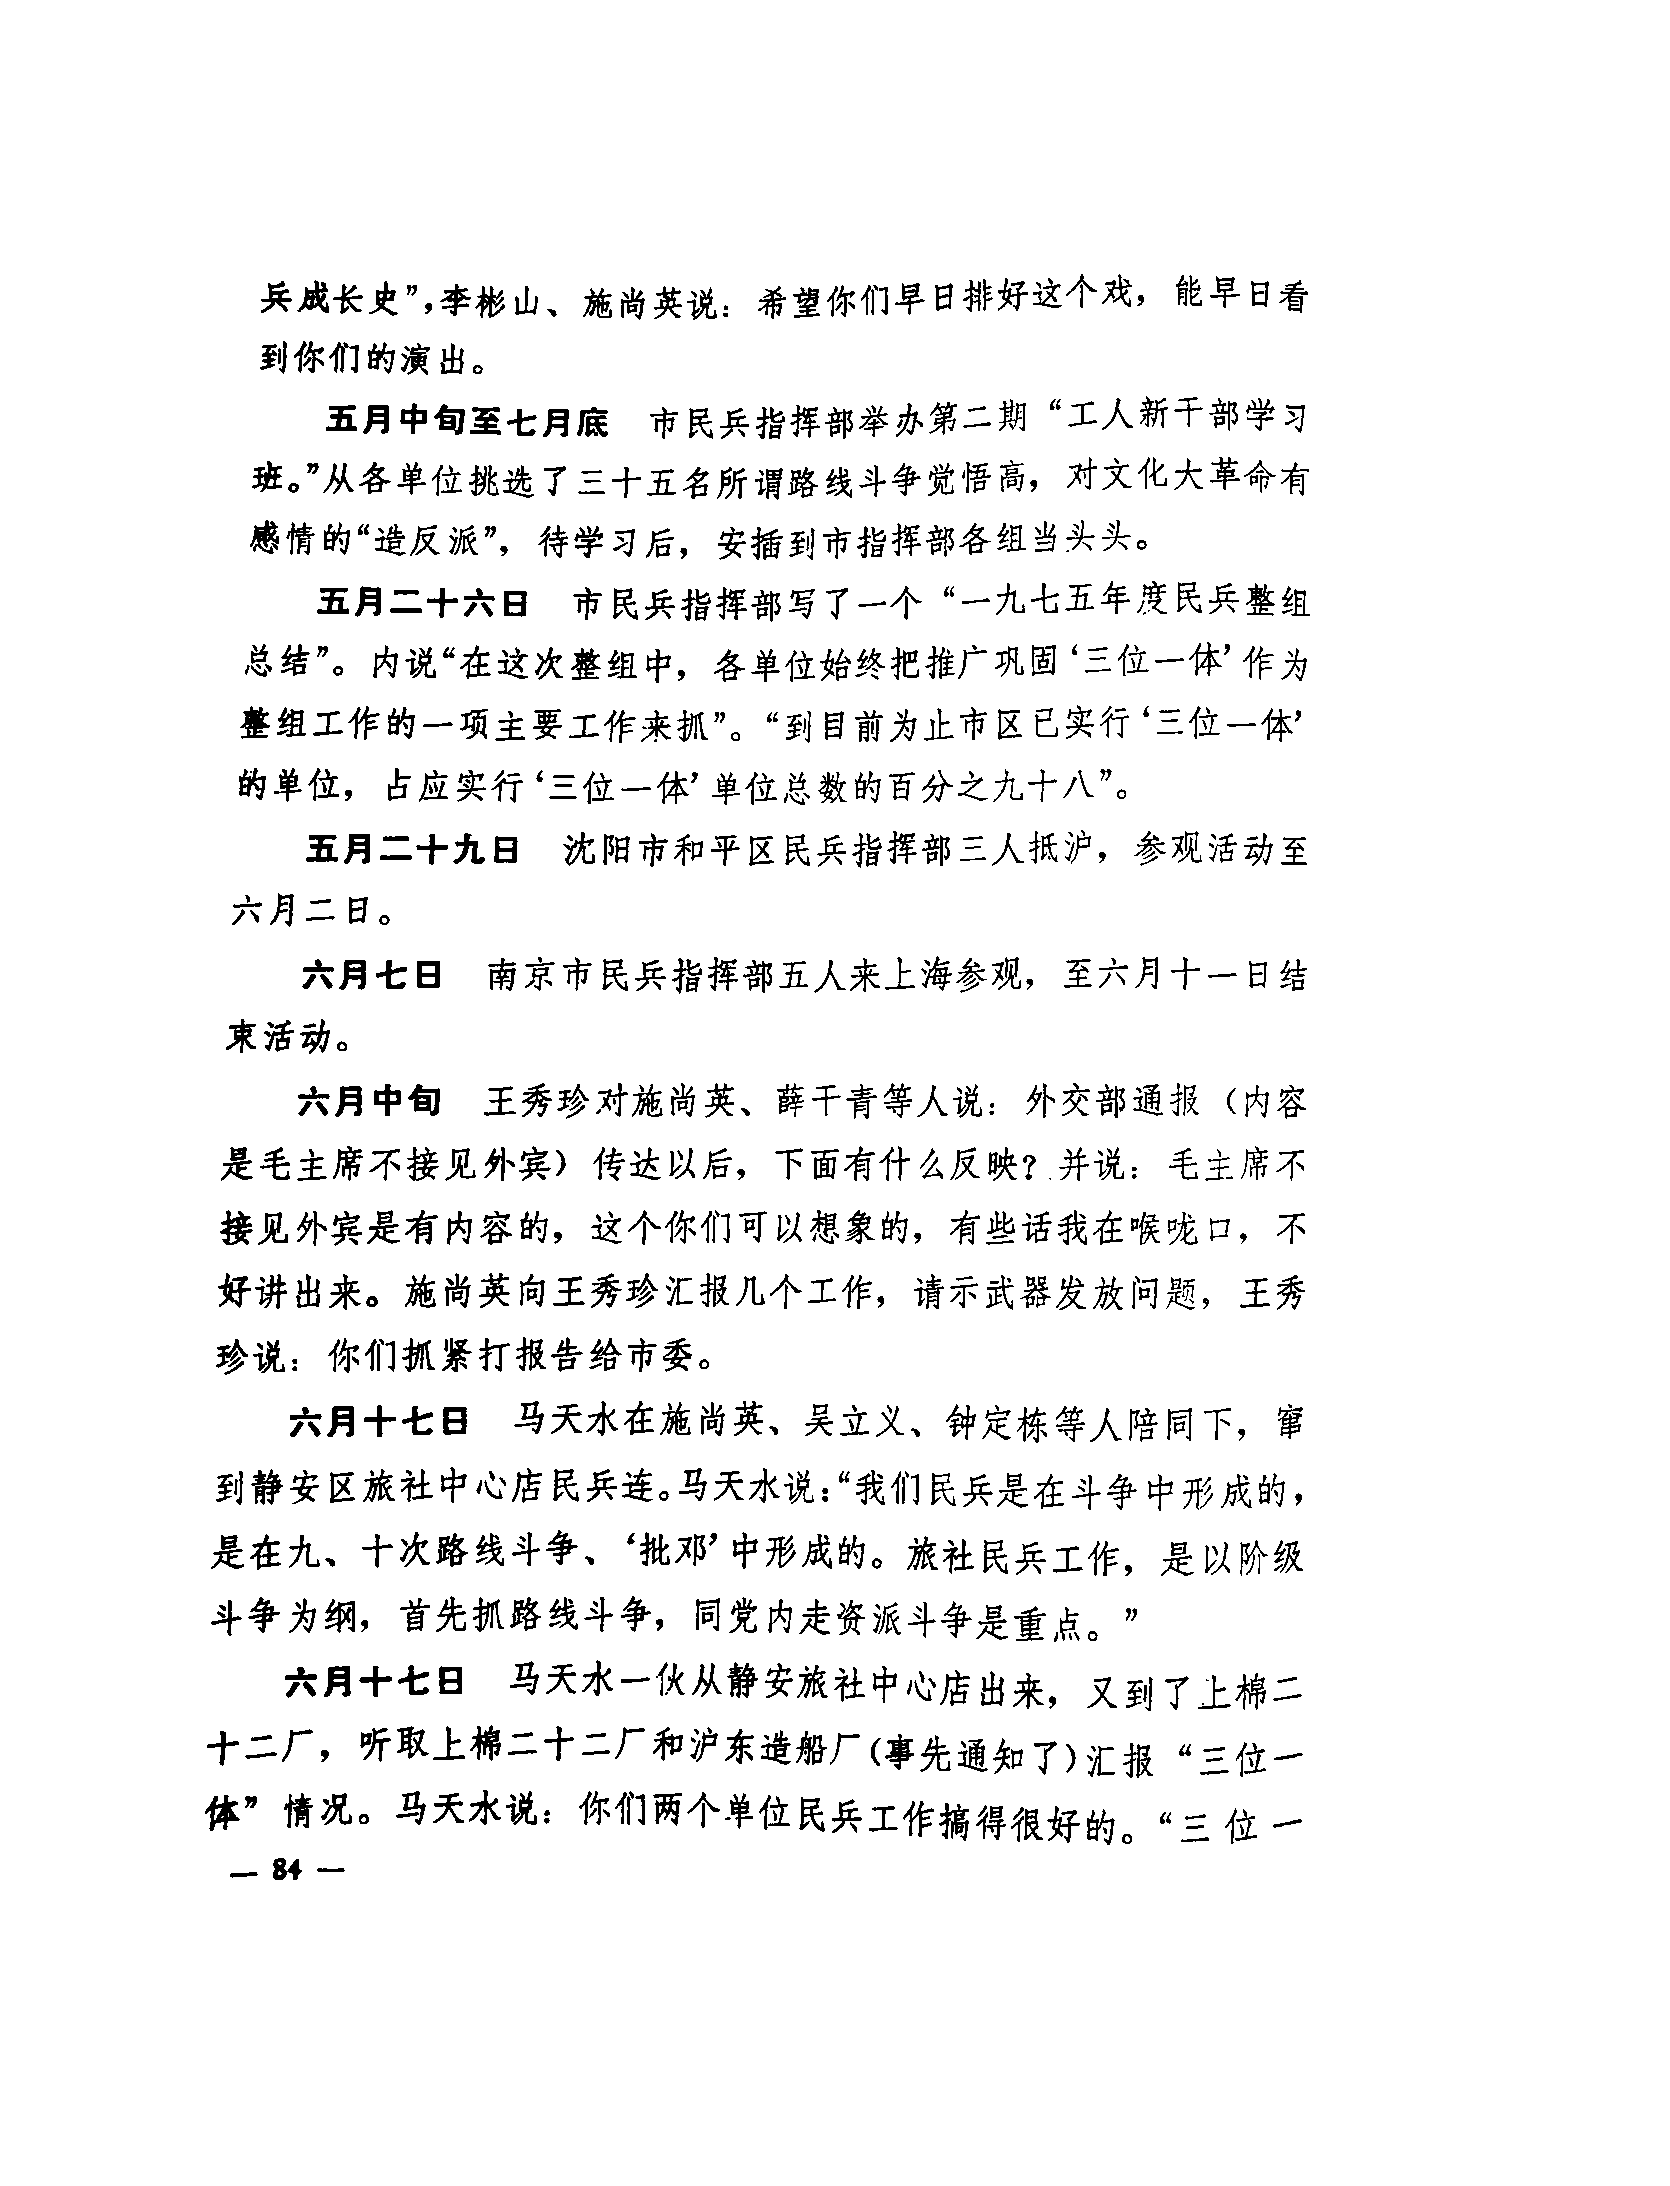 兵成长史”，李彬山、施尚英说：希望你们早日排好这个戏，能早日看
到你们的演出。
五月中旬至七月底　市民兵指挥部举办第二期“工人新干部学习
班。”从各单位挑选了三十五名所谓路线斗争觉悟高，对文化大革命有
感情的“造反派”，待学习后，安插到市指挥部各组当头头。
五月二十六日　市民兵指挥部写了一个“一九七五年度民兵整组
总结”。内说“在这次整组中，各单位始终把推广巩固‘三位一体’作为
整组工作的一项主要工作来抓”。“到目前为止市区已实行‘三位一体’
的单位，占应实行‘三位一体’单位总数的百分之九十八”。
五月二十九日　沈阳市和平区民兵指挥部三人抵沪，参观活动至
六月二日。
六月七日　南京市民兵指挥部五人来上海参观，至六月十一日结
束活动。
六月中旬　王秀珍对施尚英、薛干青等人说：外交部通报（内容
是毛主席不接见外宾）传达以后，下面有什么反映？并说：毛主席不
接见外宾是有内容的，这个你们可以想象的，有些话我在喉咙口，不
好讲出来。施尚英向王秀珍汇报几个工作，请示武器发放问题，王秀
珍说：你们抓紧打报告给市委。
六月十七日　马天水在施尚英、吴立义、钟定栋等人陪同下，窜
到静安区旅社中心店民兵连。马天水说：“我们民兵是在斗争中形成的，
是在九、十次路线斗争、‘批邓’中形成的。旅社民兵工作，是以阶级
斗争为纲，首先抓路线斗争，同党内走资派斗争是重点。”
六月十七日　马天水一伙从静安旅社中心店出来，又到了上棉二
十二厂，听取上棉二十二厂和沪东造船厂（事先通知了）汇报“三位一
体”情况。马天水说：你们两个单位民兵工作搞得很好的。“三位一
— 84 —